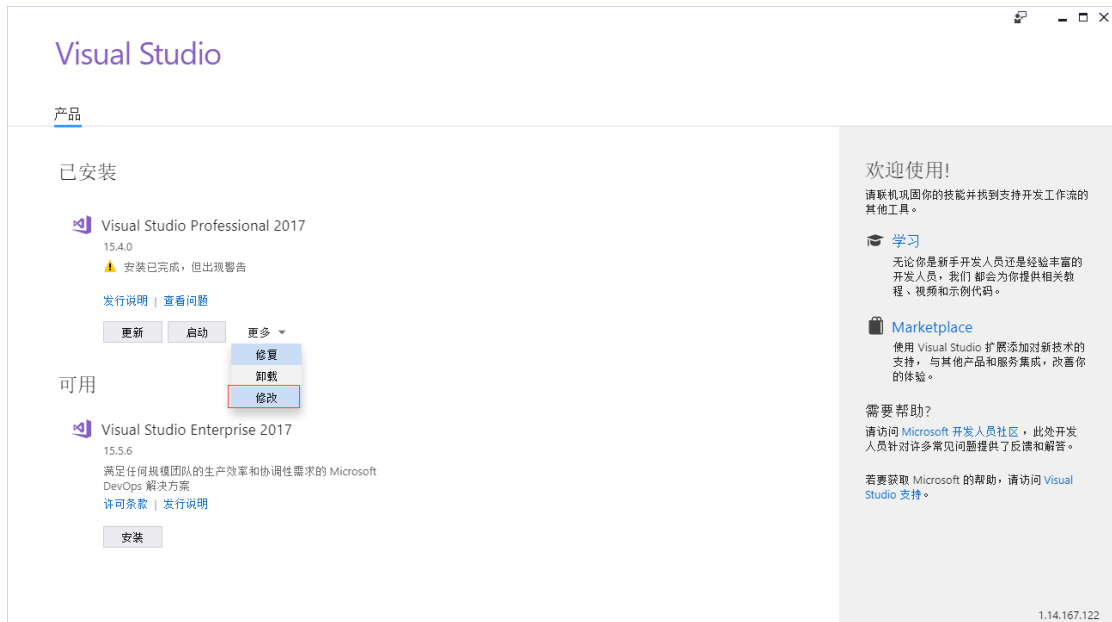 Visual Studio
产品
已安装
Visual Studio Professional 2017
15.4.0
安装已完成，但出现警告
发行说明 | 查看问题
更新 启动 更多
修复
卸载
修改
可用
Visual Studio Enterprise 2017
15.5.6
满足任何规模团队的生产效率和协调性需求的 Microsoft
DevOps 解决方案
许可条款 | 发行说明
安装
欢迎使用!
请联机巩固你的技能并找到支持开发工作流的
其他工具。
学习
无论你是新手开发人员还是经验丰富的
开发人员，我们 都会为你提供相关教
程、视频和示例代码。
Marketplace
使用 Visual Studio 扩展添加对新技术的
支持， 与其他产品和服务集成，改善你
的体验。
需要帮助?
请访问 Microsoft 开发人员社区 ，此处开发
人员针对许多常见问题提供了反馈和解答。
若要获取 Microsoft 的帮助，请访问 Visual
Studio 支持。
1.14.167.122